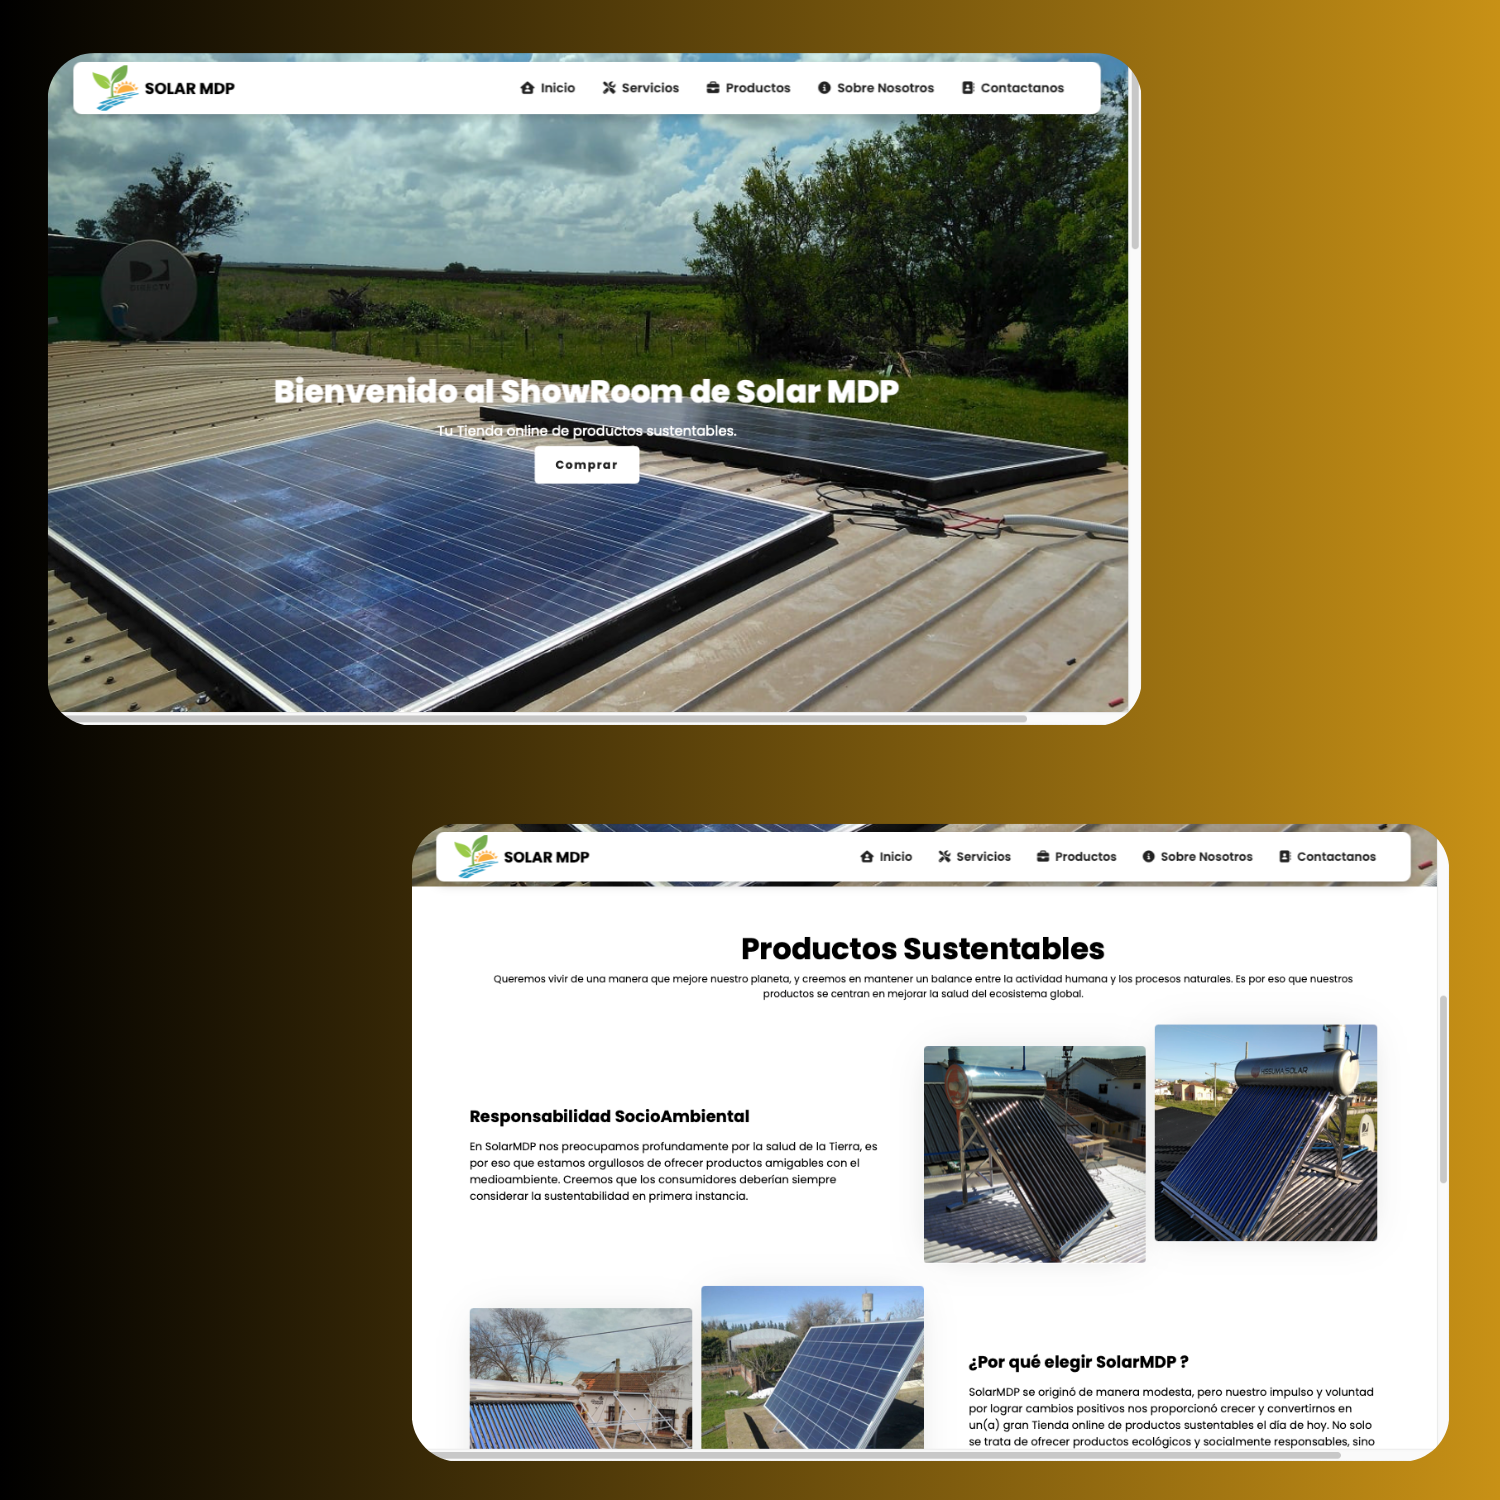 SOLAR MDP
Inicio
Servicios
Productos
Sobre Nosotros
Contactanos
DIRECTV
Bienvenido al ShowRoom de Solar MDP
Tu Tienda online de productos sustentables.
Comprar
SOLAR MDP
Inicio
Servicios
Productos
Sobre Nosotros
Contactanos
Productos Sustentables
Queremos vivir de una manera que mejore nuestro planeta, y creemos en mantener un balance entre la actividad humana y los procesos naturales. Es por eso que nuestros
productos se centran en mejorar la salud del ecosistema global.
Responsabilidad SocioAmbiental
En SolarMDP nos preocupamos profundamente por la salud de la Tierra, es
por eso que estamos orgullosos de ofrecer productos amigables con el
medioambiente. Creemos que los consumidores deberían siempre
considerar la sustentabilidad en primera instancia.
¿Por qué elegir SolarMDP ?
SolarMDP se originó de manera modesta, pero nuestro impulso y voluntad
por lograr cambios positivos nos proporcionó crecer y convertirnos en
un(a) gran Tienda online de productos sustentables el día de hoy. No solo
se trata de ofrecer productos ecológicos y socialmente responsables, sino